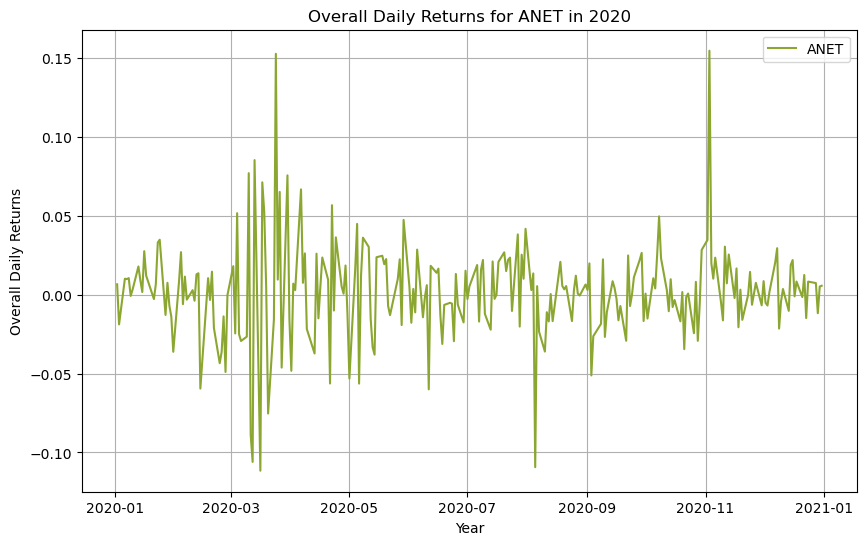 Overall Daily Returns for ANET in 2020
ANET
Overall Daily Returns
0.15
0.10
0.05
0.00
−0.05
−0.10
2020-01 2020-03 2020-05 2020-07 2020-09 2020-11 2021-01
Year